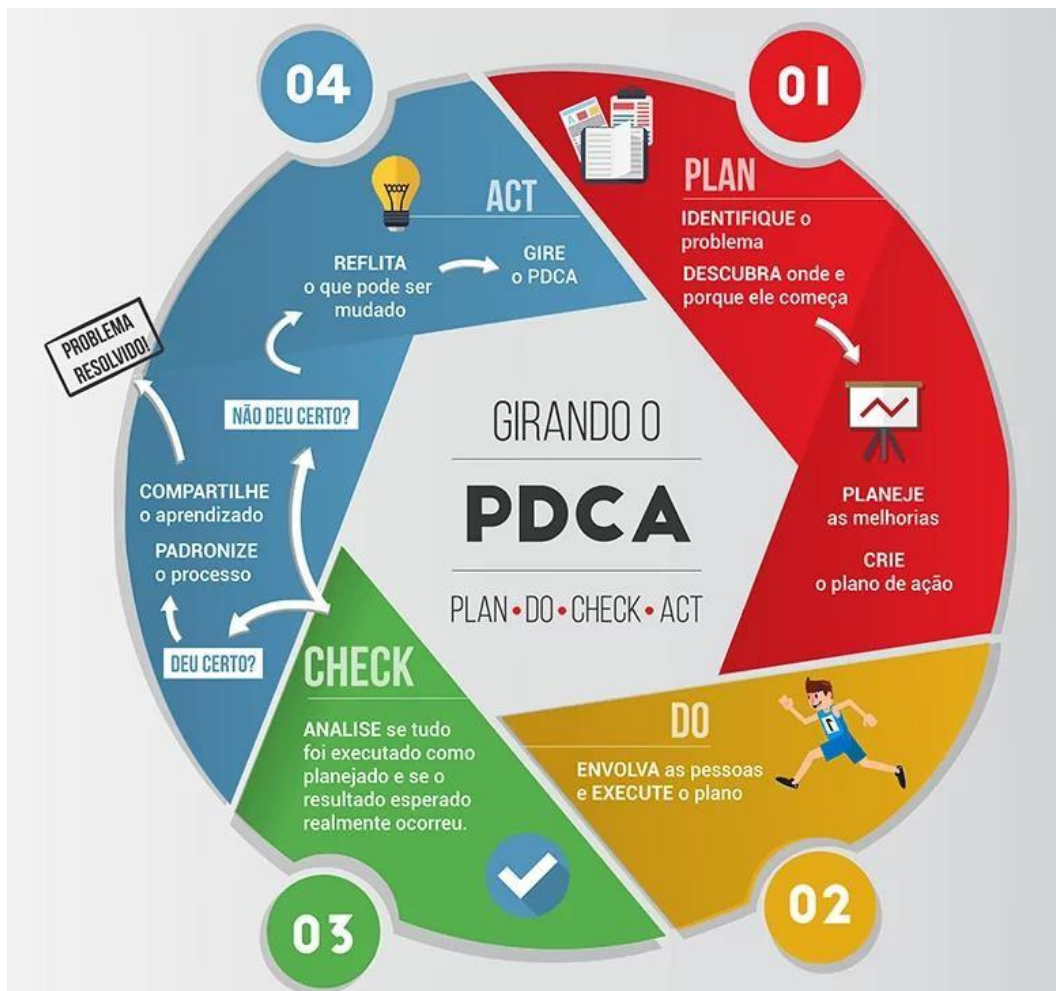 01
PLAN
IDENTIFIQUE o
problema
DESCUBRA onde e
porque ele começa
PLANEJE
as melhorias
CRIE
o plano de ação
02
DO
ENVOLVA as pessoas
e EXECUTE o plano
03
CHECK
ANALISE se tudo
foi executado como
planejado e se o
resultado esperado
realmente ocorreu.
04
ACT
DEU CERTO?
PADRONIZE
o processo
COMPARTILHE
o aprendizado
PROBLEMA
RESOLVIDO!
NÃO DEU CERTO?
REFLITA
o que pode ser
mudado
GIRE
o PDCA
GIRANDO O
PDCA
PLAN • DO • CHECK • ACT